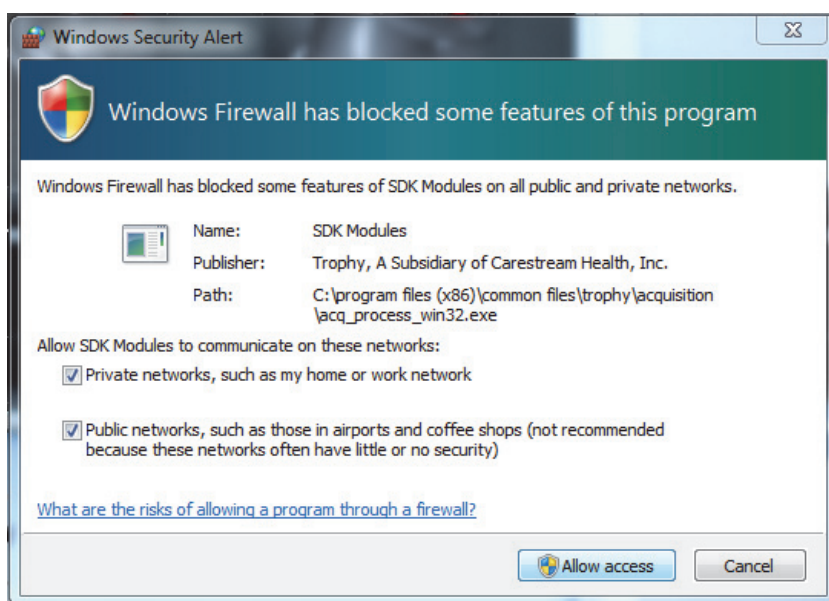 Windows Security Alert
Windows Firewall has blocked some features of this program
Windows Firewall has blocked some features of SDK Modules on all public and private networks.
Name: SDK Modules
Publisher: Trophy, A Subsidiary of Carestream Health, Inc.
Path: C:\program files (x86)\common files\trophy\acquisition
\acq_process_win32.exe
Allow SDK Modules to communicate on these networks:
Private networks, such as my home or work network
Public networks, such as those in airports and coffee shops (not recommended
because these networks often have little or no security)
What are the risks of allowing a program through a firewall?
Allow access Cancel